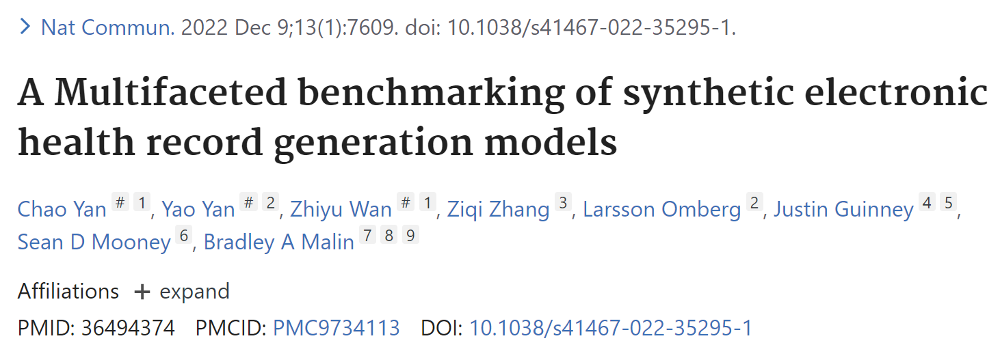 > Nat Commun. 2022 Dec 9;13(1):7609. doi: 10.1038/s41467-022-35295-1.
A Multifaceted benchmarking of synthetic electronic
health record generation models
Chao Yan # 1, Yao Yan # 2, Zhiyu Wan # 1, Ziqi Zhang 3, Larsson Omberg 2, Justin Guinney 4 5,
Sean D Mooney 6, Bradley A Malin 7 8 9
Affiliations + expand
PMID: 36494374 PMCID: PMC9734113 DOI: 10.1038/s41467-022-35295-1